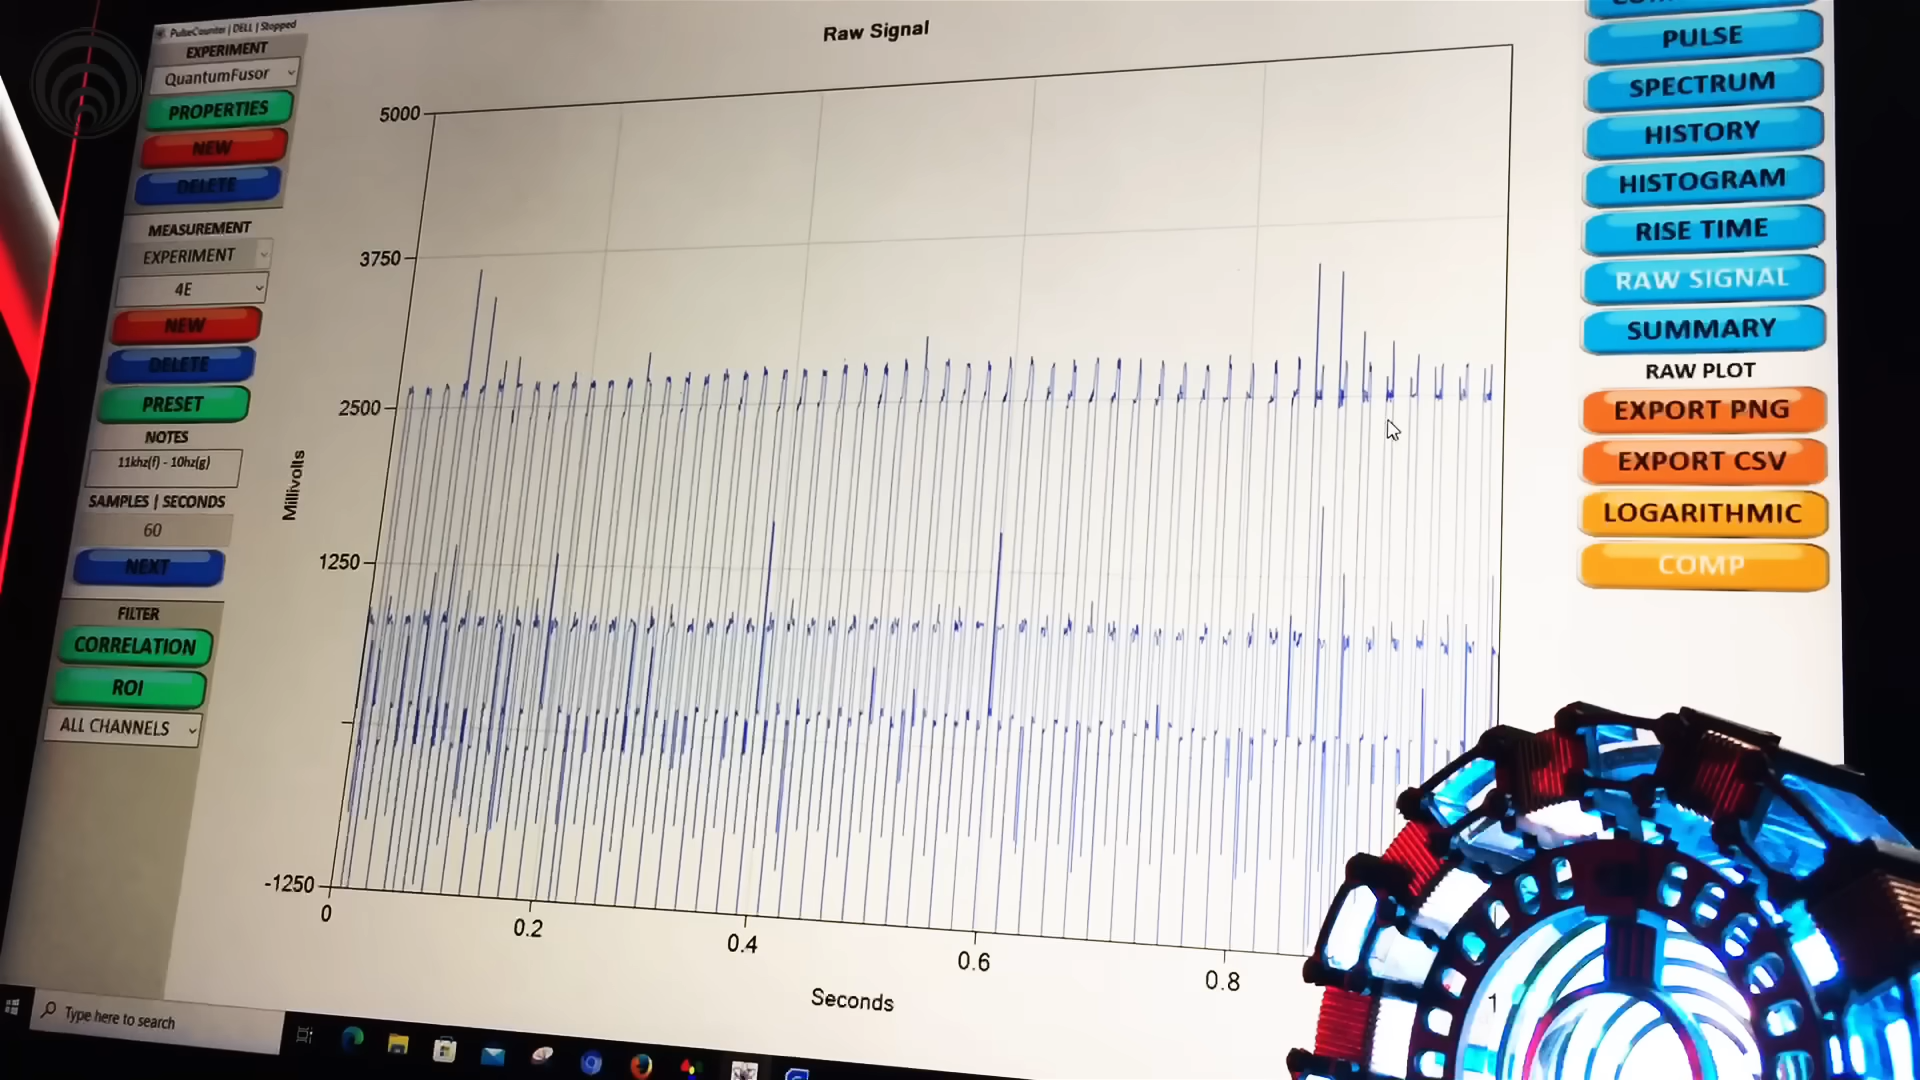 PulseCounter | DELL | Stopped
EXPERIMENT
QuantumFusor
PROPERTIES
NEW
DELETE
MEASUREMENT
EXPERIMENT
4E
NEW
DELETE
PRESET
NOTES
11khz(f) - 10hz(g)
SAMPLES | SECONDS
60
NEXT
FILTER
CORRELATION
ROI
ALL CHANNELS
Raw Signal
5000
3750
2500
1250
-1250
Millivolts
0
0.2
0.4
0.6
0.8
1
Seconds
PULSE
SPECTRUM
HISTORY
HISTOGRAM
RISE TIME
RAW SIGNAL
SUMMARY
RAW PLOT
EXPORT PNG
EXPORT CSV
LOGARITHMIC
COMP
Type here to search